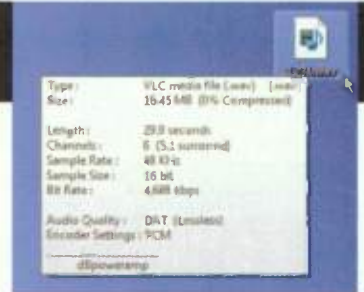 Type : VLC media file (.wav) (.wav)
Size : 16.45 MB (0% Compressed)
Length : 29.9 seconds
Channels : 6 (5.1 surround)
Sample Rate : 48 KHz
Sample Size : 16 bit
Bit Rate : 4,608 kbps
Audio Quality : DAT (Lossless)
Encoder Settings : PCM
dBpoweramp